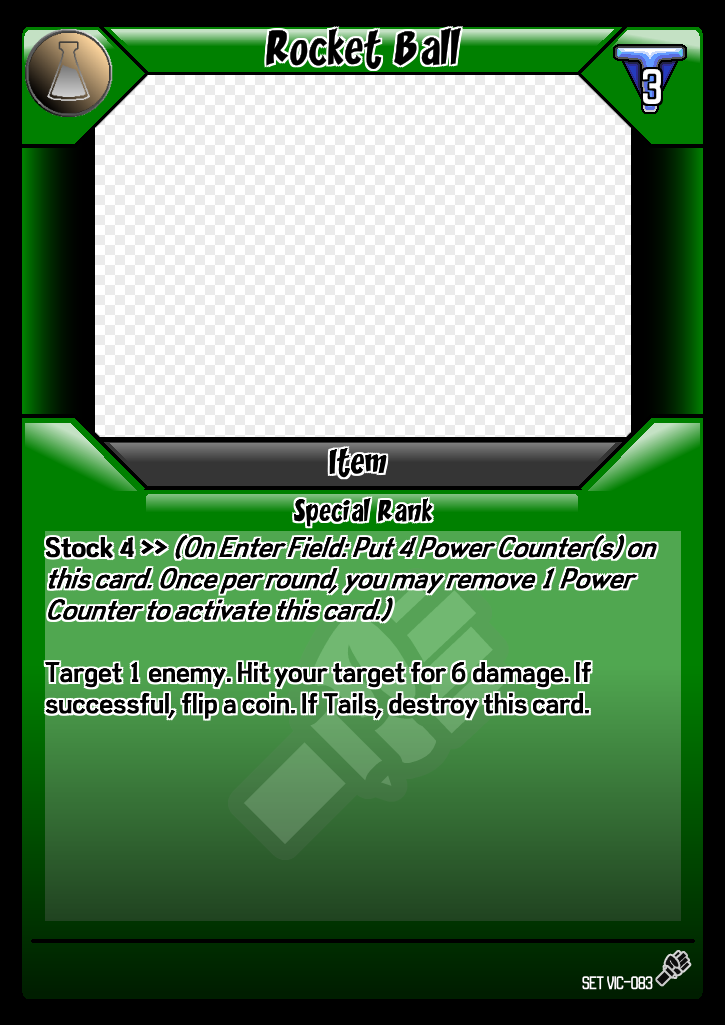 Rocket Ball
3
Item
Special Rank
Stock 4 >> (On Enter Field: Put 4 Power Counter(s) on
this card. Once per round, you may remove 1 Power
Counter to activate this card.)
Target 1 enemy. Hit your target for 6 damage. If
successful, flip a coin. If Tails, destroy this card.
SET VIC-083